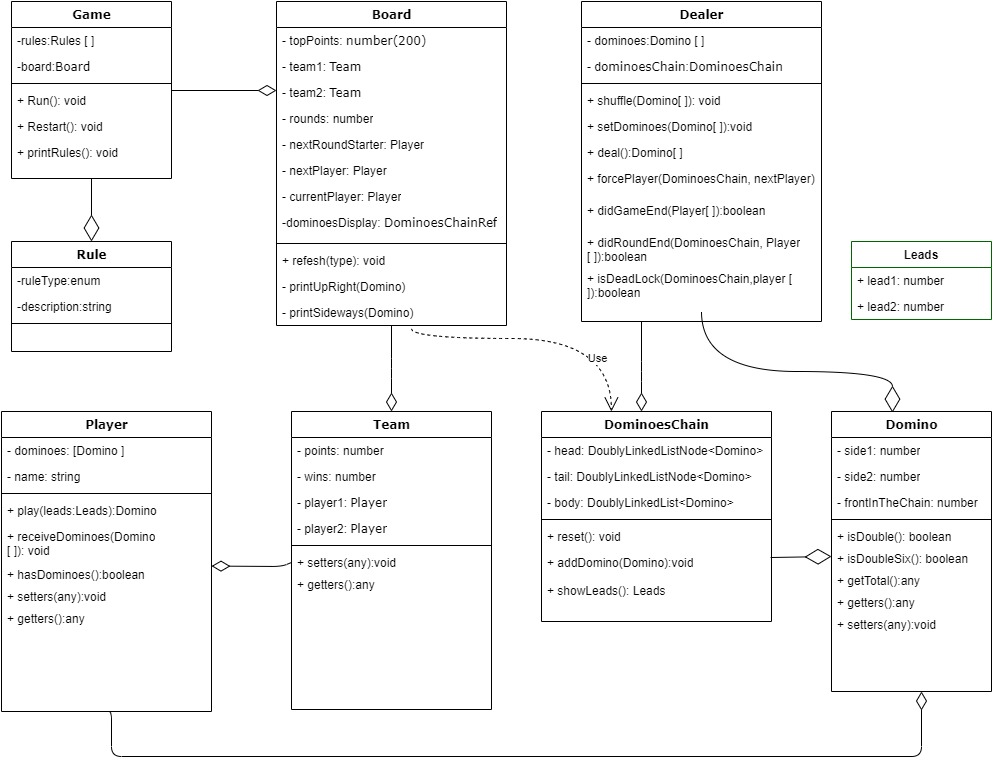 Game
-rules:Rules [ ]
-board:Board
+ Run(): void
+ Restart(): void
+ printRules(): void
Board
- topPoints: number(200)
- team1: Team
- team2: Team
- rounds: number
- nextRoundStarter: Player
- nextPlayer: Player
- currentPlayer: Player
-dominoesDisplay: DominoesChainRef
+ refesh(type): void
- printUpRight(Domino)
- printSideways(Domino)
Dealer
- dominoes:Domino [ ]
- dominoesChain:DominoesChain
+ shuffle(Domino[ ]): void
+ setDominoes(Domino[ ]):void
+ deal():Domino[ ]
+ forcePlayer(DominoesChain, nextPlayer)
+ didGameEnd(Player[ ]):boolean
+ didRoundEnd(DominoesChain, Player
[ ]):boolean
+ isDeadLock(DominoesChain,player [
]):boolean
Rule
-ruleType:enum
-description:string
Leads
+ lead1: number
+ lead2: number
Use
Player
- dominoes: [Domino ]
- name: string
+ play(leads:Leads):Domino
+ receiveDominoes(Domino
[ ]): void
+ hasDominoes():boolean
+ setters(any):void
+ getters():any
Team
- points: number
- wins: number
- player1: Player
- player2: Player
+ setters(any):void
+ getters():any
DominoesChain
- head: DoublyLinkedListNode<Domino>
- tail: DoublyLinkedListNode<Domino>
- body: DoublyLinkedList<Domino>
+ reset(): void
+ addDomino(Domino):void
+ showLeads(): Leads
Domino
- side1: number
- side2: number
- frontInTheChain: number
+ isDouble(): boolean
+ isDoubleSix(): boolean
+ getTotal():any
+ getters():any
+ setters(any):void